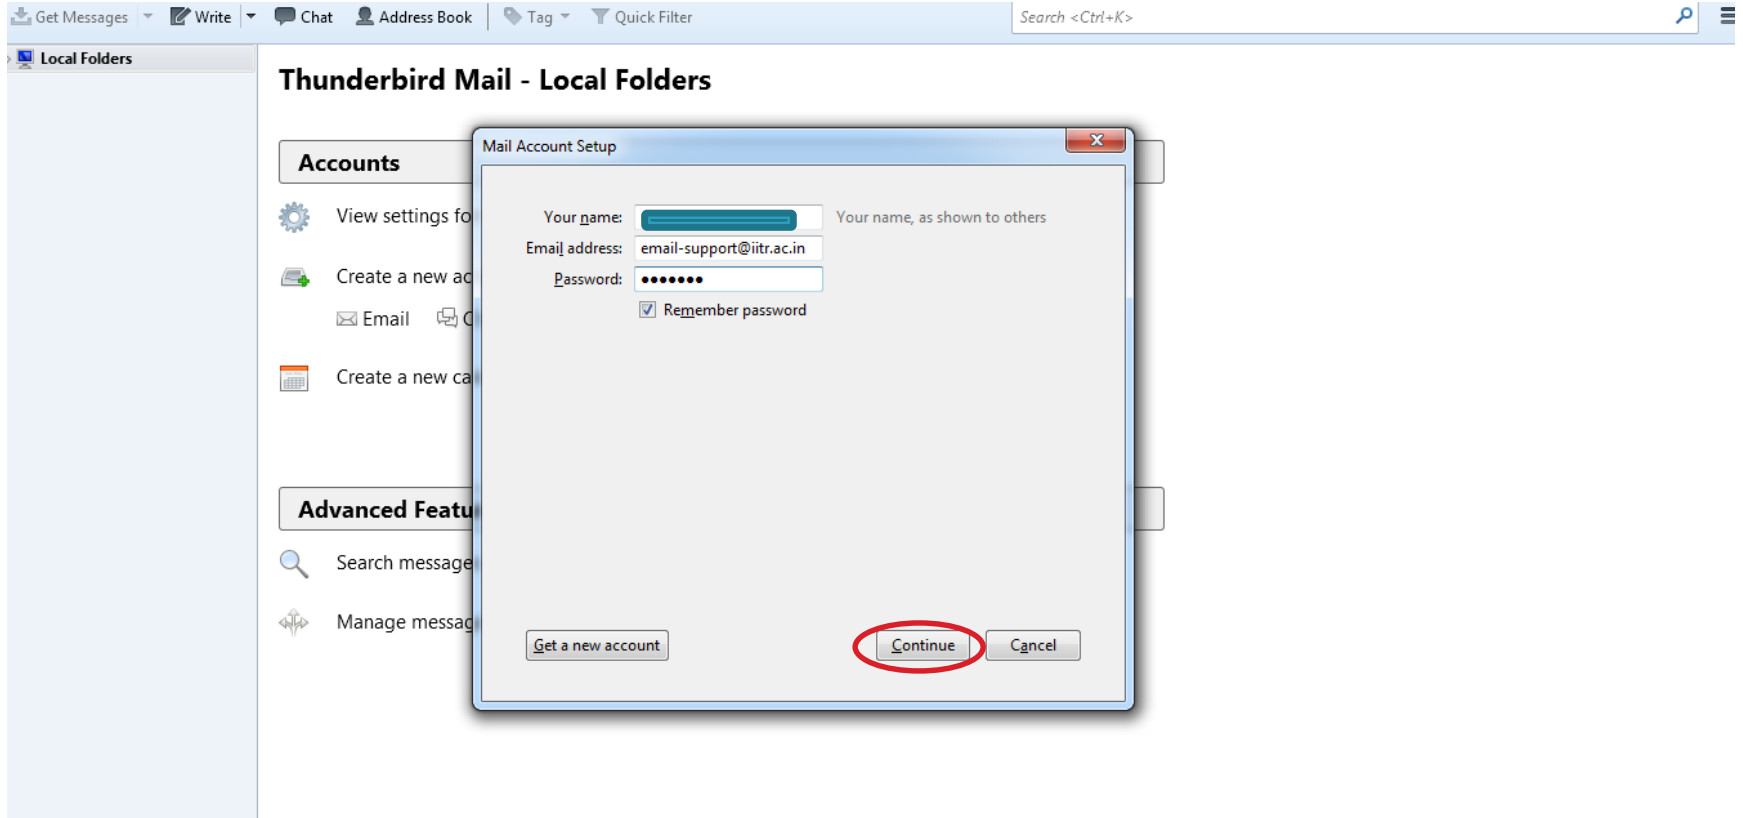 Get Messages Write Chat Address Book Tag Quick Filter Search <Ctrl+K>
Local Folders
Thunderbird Mail - Local Folders
Accounts
View settings fo
Create a new ac
Email C
Create a new ca
Advanced Featu
Search message
Manage messag
Mail Account Setup
Your name: Your name, as shown to others
Email address: email-support@iitr.ac.in
Password:
Remember password
Get a new account Continue Cancel